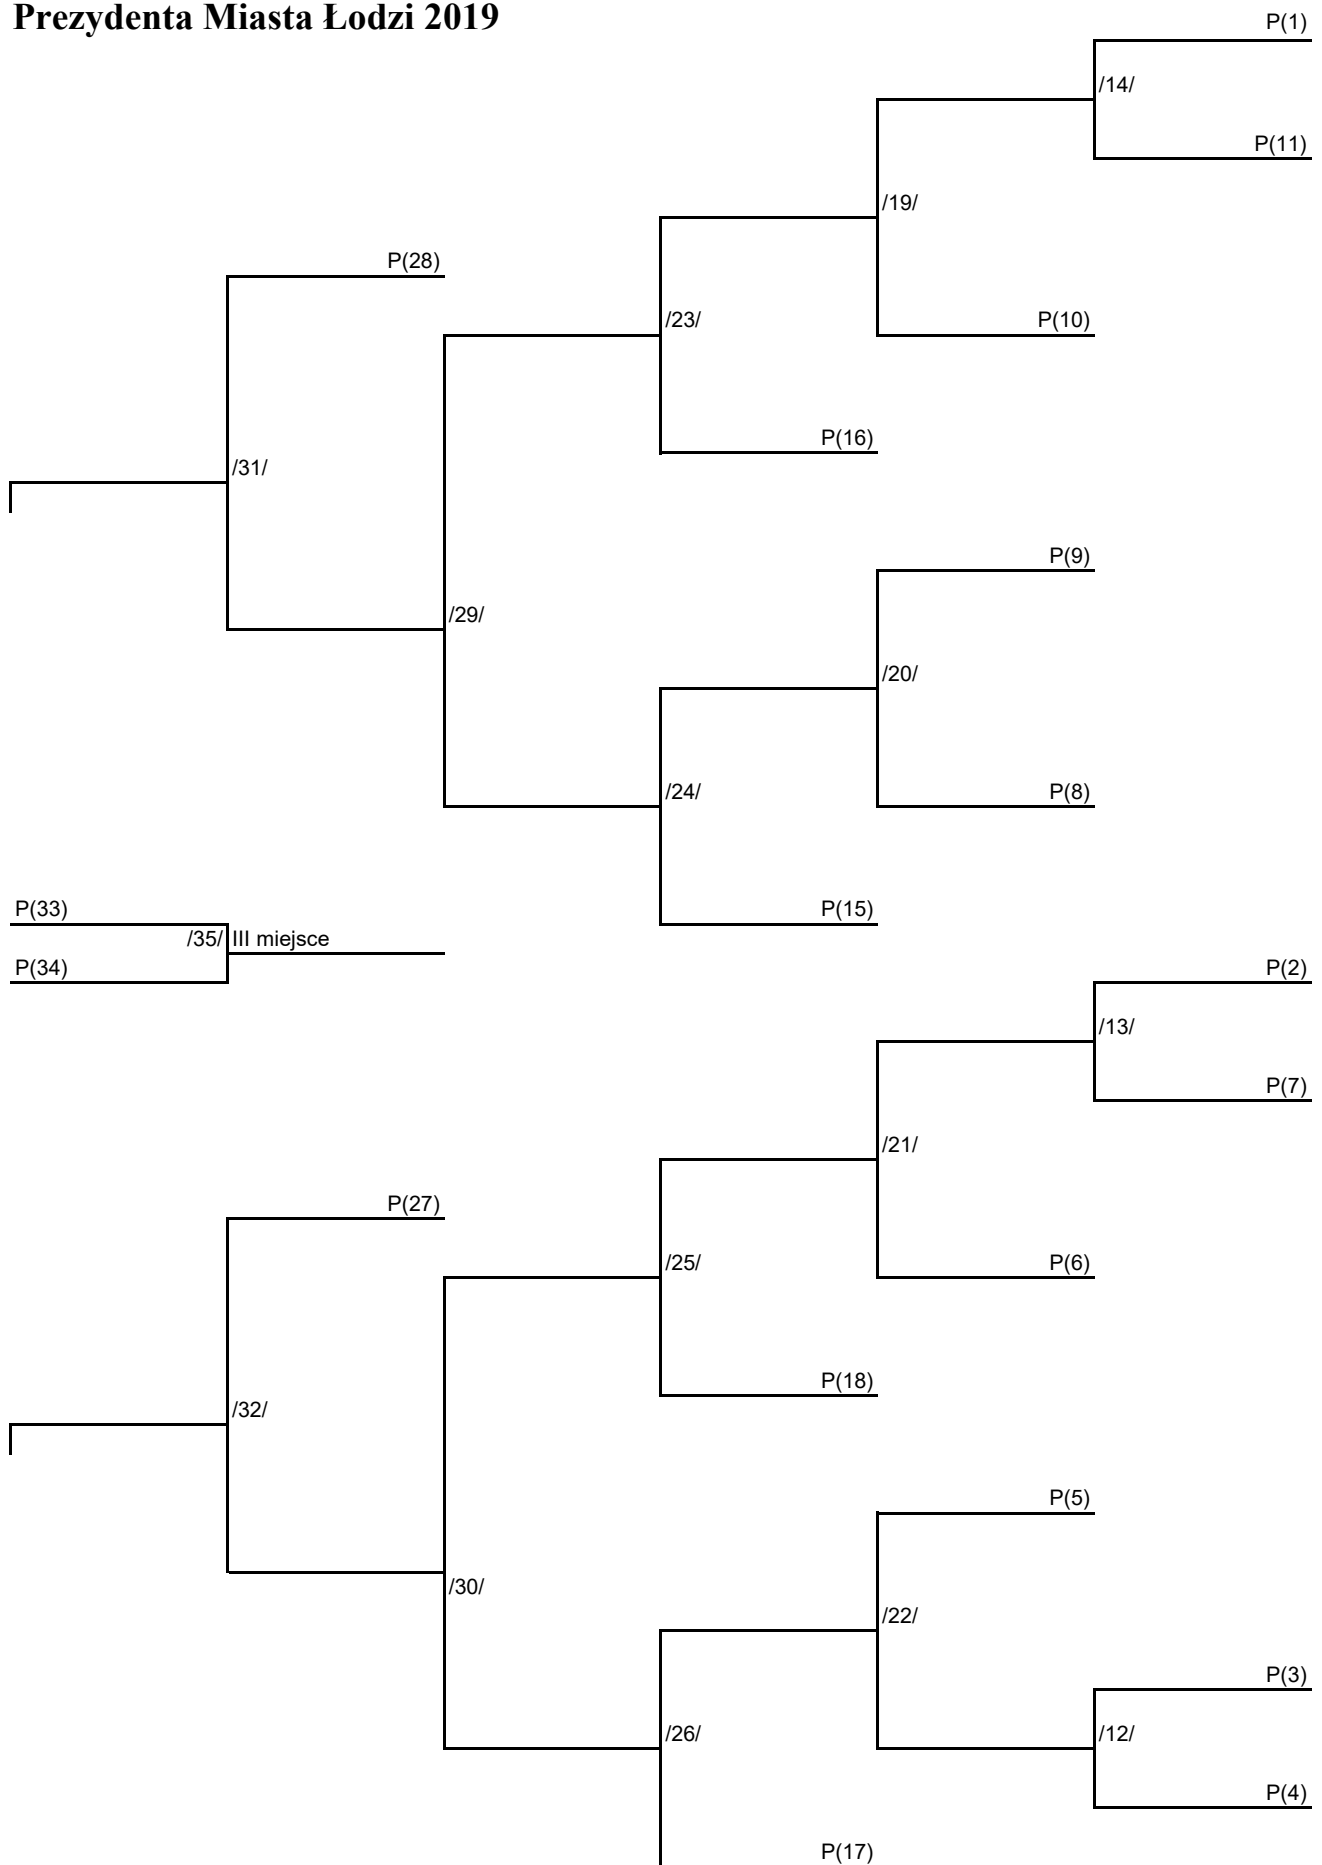 Prezydenta Miasta Łodzi 2019
P(1)
/14/
P(11)
/19/
P(28)
/23/
P(10)
P(16)
/31/
P(9)
/29/
/20/
/24/
P(8)
P(33)
P(15)
/35/ III miejsce
P(34)
P(2)
/13/
P(7)
/21/
P(27)
/25/
P(6)
P(18)
/32/
P(5)
/30/
/22/
P(3)
/26/
/12/
P(4)
P(17)